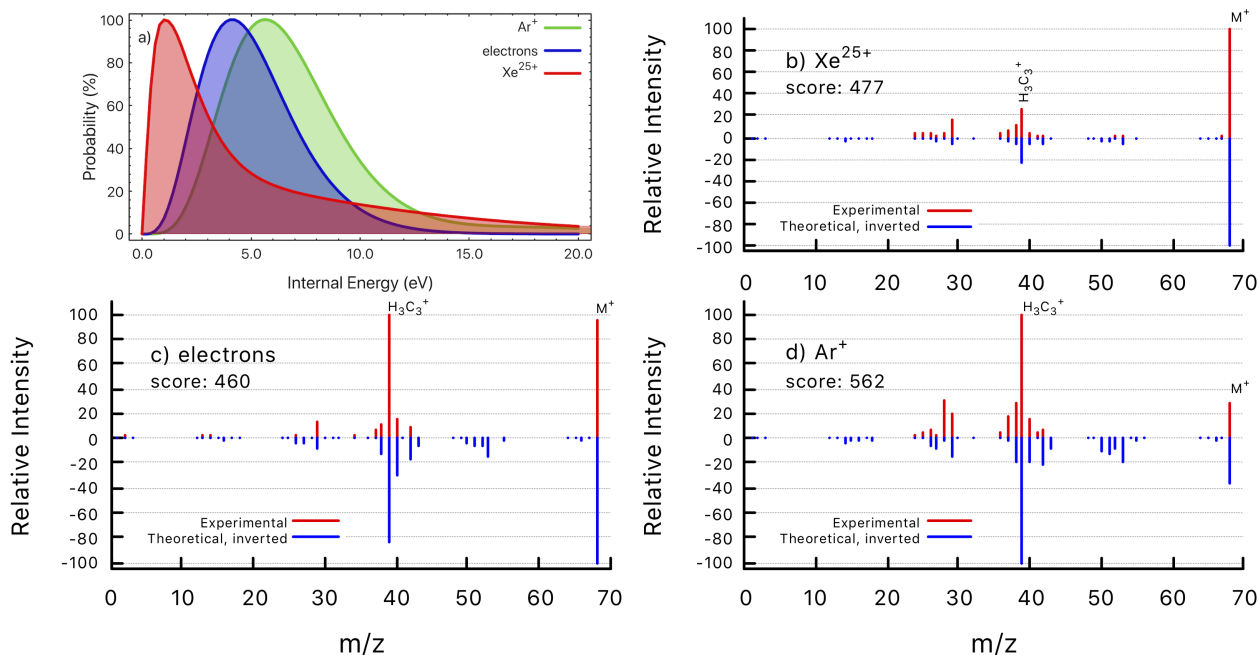 a)
Ar+
electrons
Xe25+
Probability (%)
100
80
60
40
20
0
0.0 5.0 10.0 15.0 20.0
Internal Energy (eV)
b) Xe25+
score: 477
M+
H3C3+
Relative Intensity
100
80
60
40
20
0
-20
-40
-60
-80
-100
Experimental
Theoretical, inverted
0 10 20 30 40 50 60 70
c) electrons
score: 460
H3C3+
M+
Relative Intensity
100
80
60
40
20
0
-20
-40
-60
-80
-100
Experimental
Theoretical, inverted
0 10 20 30 40 50 60 70
m/z
d) Ar+
score: 562
H3C3+
M+
Relative Intensity
100
80
60
40
20
0
-20
-40
-60
-80
-100
Experimental
Theoretical, inverted
0 10 20 30 40 50 60 70
m/z